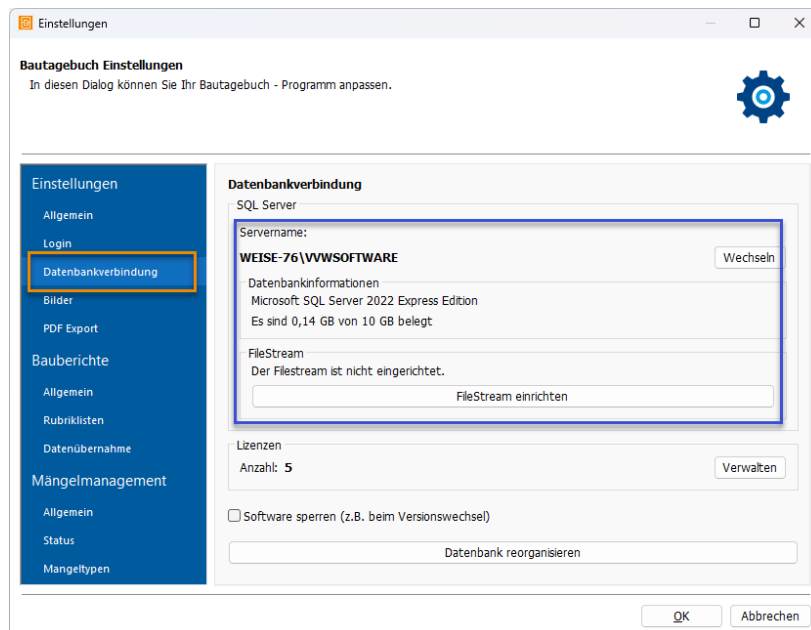 Einstellungen
Bautagebuch Einstellungen
In diesen Dialog können Sie Ihr Bautagebuch - Programm anpassen.
Einstellungen
Allgemein
Login
Datenbankverbindung
Bilder
PDF Export
Bauberichte
Allgemein
Rubriklisten
Datenübernahme
Mängelmanagement
Allgemein
Status
Mangeltypen
Datenbankverbindung
SQL Server
Servername:
WEISE-76\VVWSOFTWARE
Wechseln
Datenbankinformationen
Microsoft SQL Server 2022 Express Edition
Es sind 0,14 GB von 10 GB belegt
FileStream
Der Filestream ist nicht eingerichtet.
FileStream einrichten
Lizenzen
Anzahl: 5
Verwalten
Software sperren (z.B. beim Versionswechsel)
Datenbank reorganisieren
OK
Abbrechen